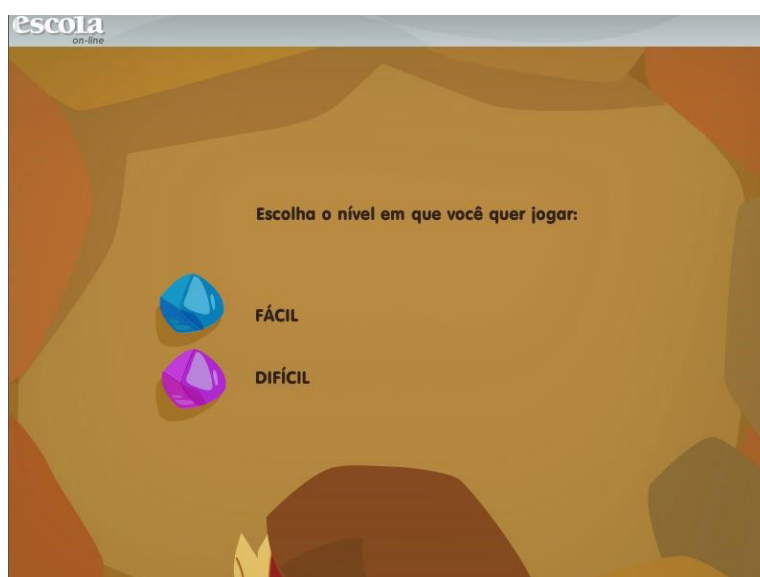 escola
on-line
Escolha o nível em que você quer jogar:
FÁCIL
DIFÍCIL